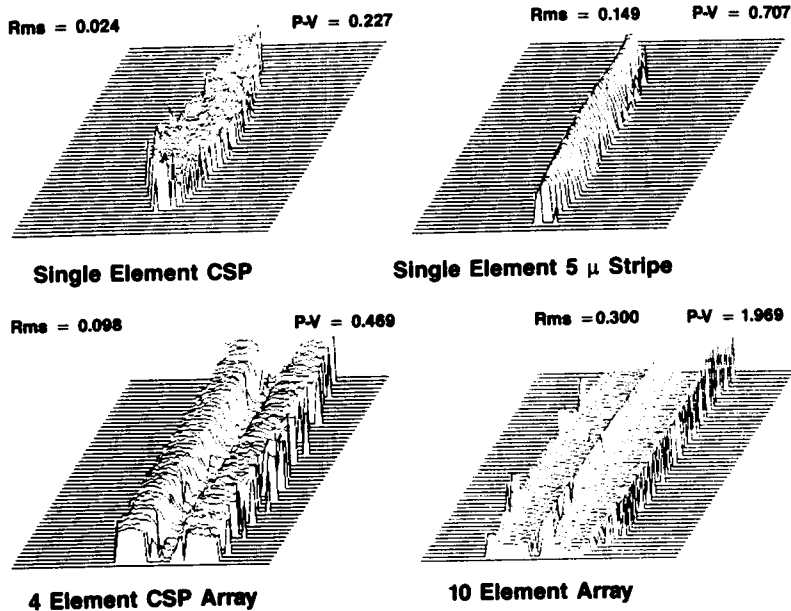 Rms = 0.024 P-V = 0.227
Rms = 0.149 P-V = 0.707
Single Element CSP
Single Element 5 μ Stripe
Rms = 0.098 P-V = 0.469
Rms = 0.300 P-V = 1.969
4 Element CSP Array
10 Element Array